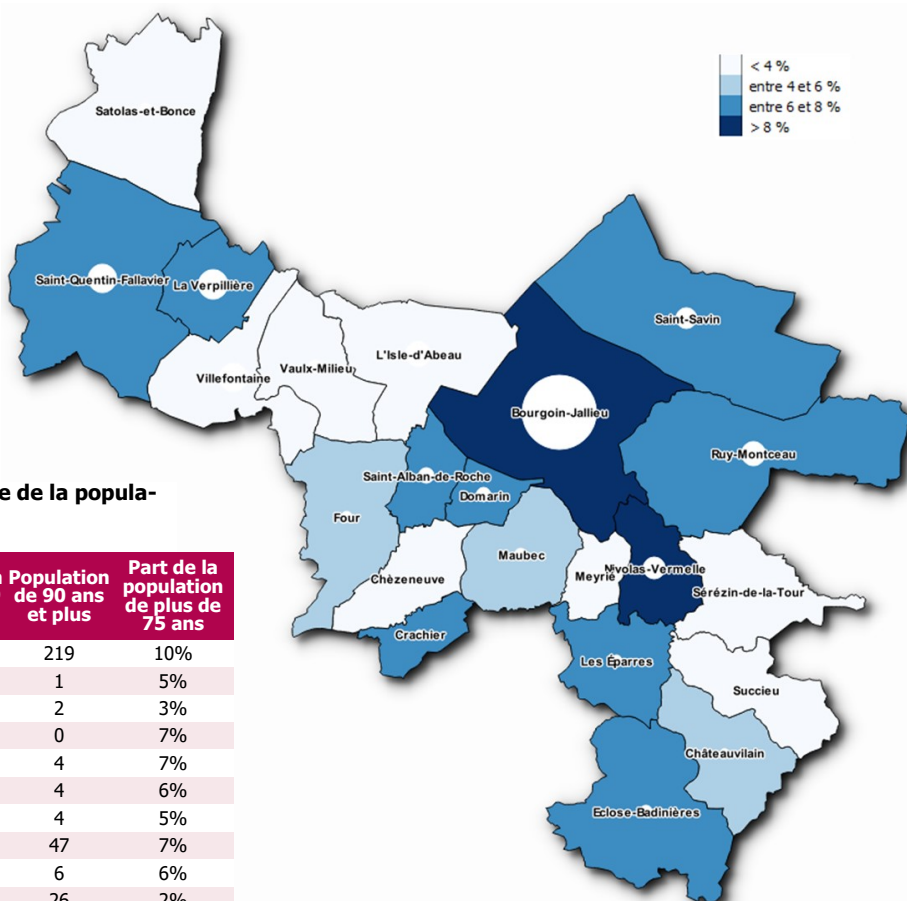 < 4 %
entre 4 et 6 %
entre 6 et 8 %
> 8 %
Satolas-et-Bonce
Saint-Quentin-Fallavier
La Verpillière
Saint-Savin
L'Isle-d'Abeau
Vaulx-Milieu
Villefontaine
Bourgoin-Jallieu
Ruy-Montceau
Saint-Alban-de-Roche
Domarin
Four
Maubec
Chèzeneuve
Meyrié
Nivolas-Vermelle
Sérézin-de-la-Tour
Crachier
Les Éparres
Succieu
Châteauvilain
Eclose-Badinières
e de la popula-
Population de 90 ans et plus
Part de la population de plus de 75 ans
219 10%
1 5%
2 3%
0 7%
4 7%
4 6%
4 5%
47 7%
6 6%
26 2%